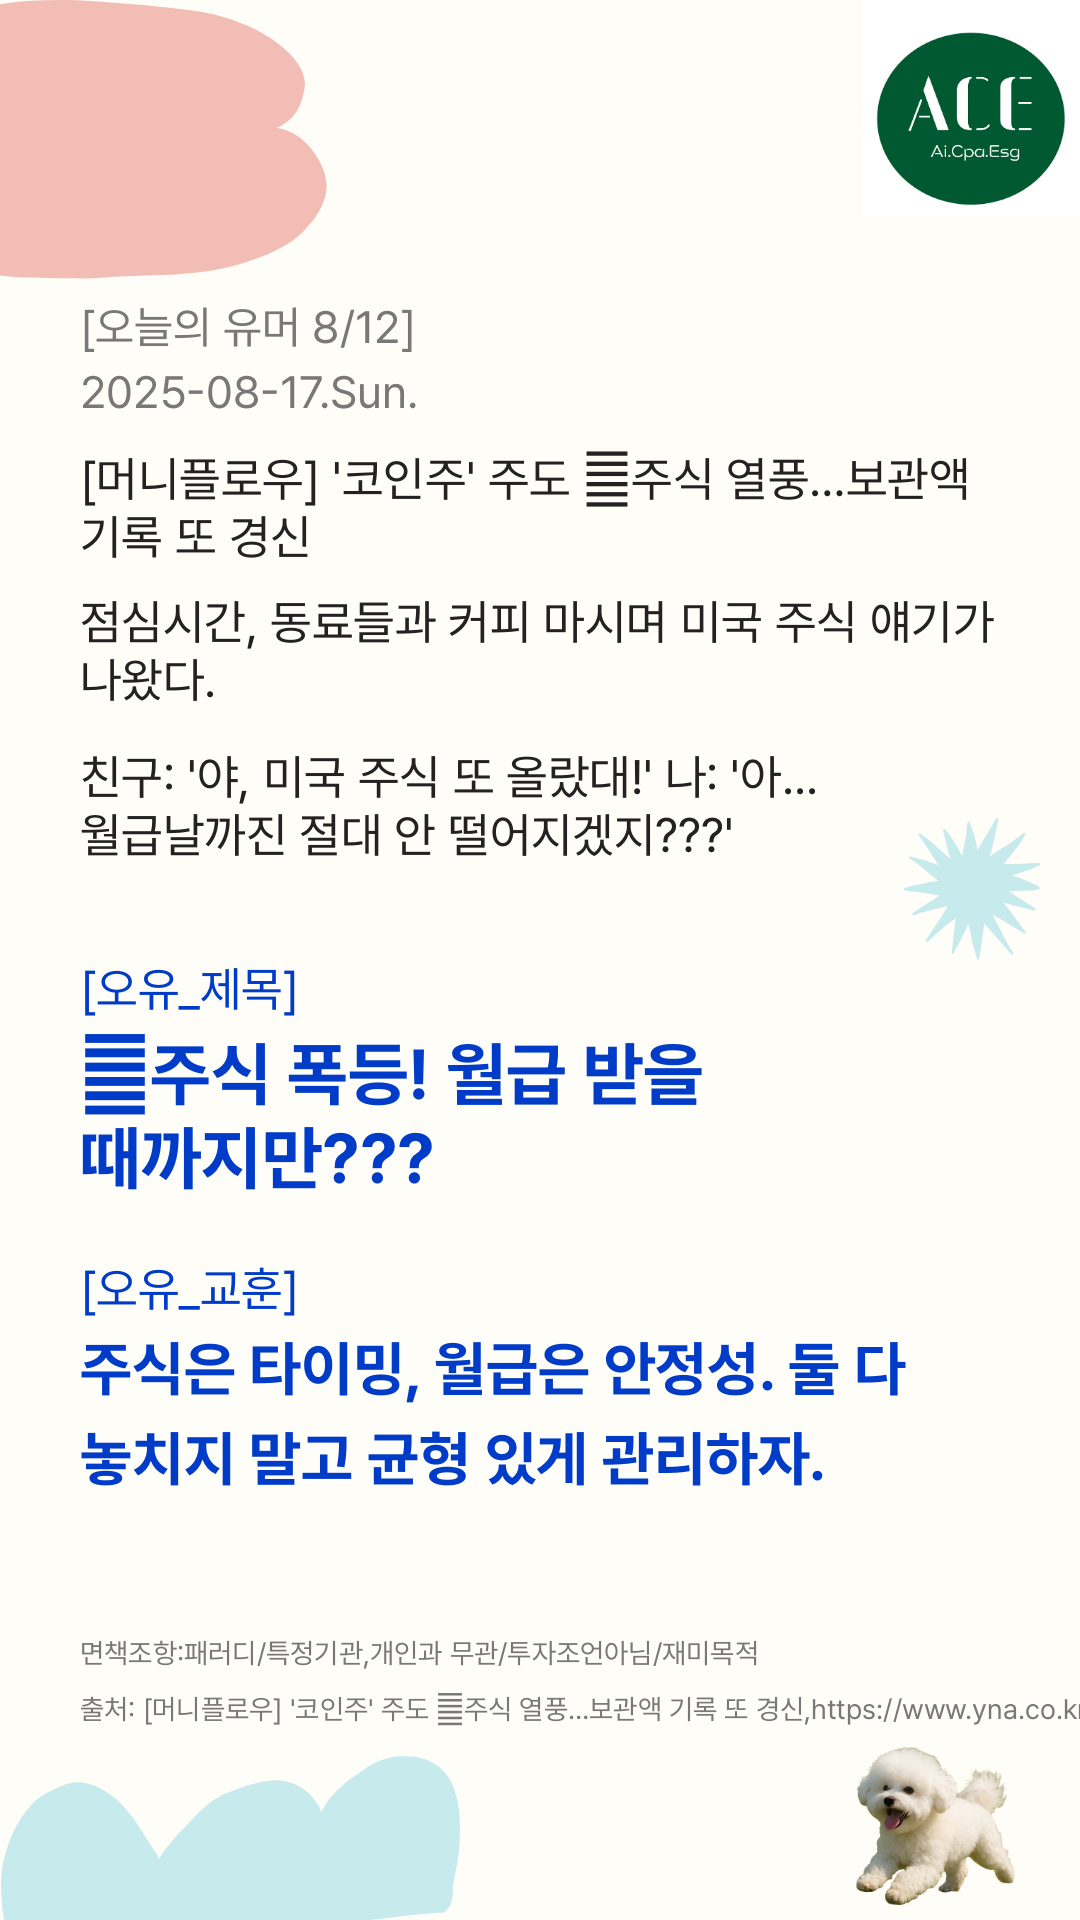 ACE
Ai.Cpa.Esg
[오늘의 유머 8/12]
2025-08-17.Sun.
[머니플로우] '코인주' 주도 주식 열풍…보관액
기록 또 경신
점심시간, 동료들과 커피 마시며 미국 주식 얘기가
나왔다.
친구: '야, 미국 주식 또 올랐대!' 나: '아...
월급날까진 절대 안 떨어지겠지???'
[오유_제목]
주식 폭등! 월급 받을
때까지만???
[오유_교훈]
주식은 타이밍, 월급은 안정성. 둘 다
놓치지 말고 균형 있게 관리하자.
면책조항:패러디/특정기관,개인과 무관/투자조언아님/재미목적
출처: [머니플로우] '코인주' 주도 주식 열풍…보관액 기록 또 경신,https://www.yna.co.kr